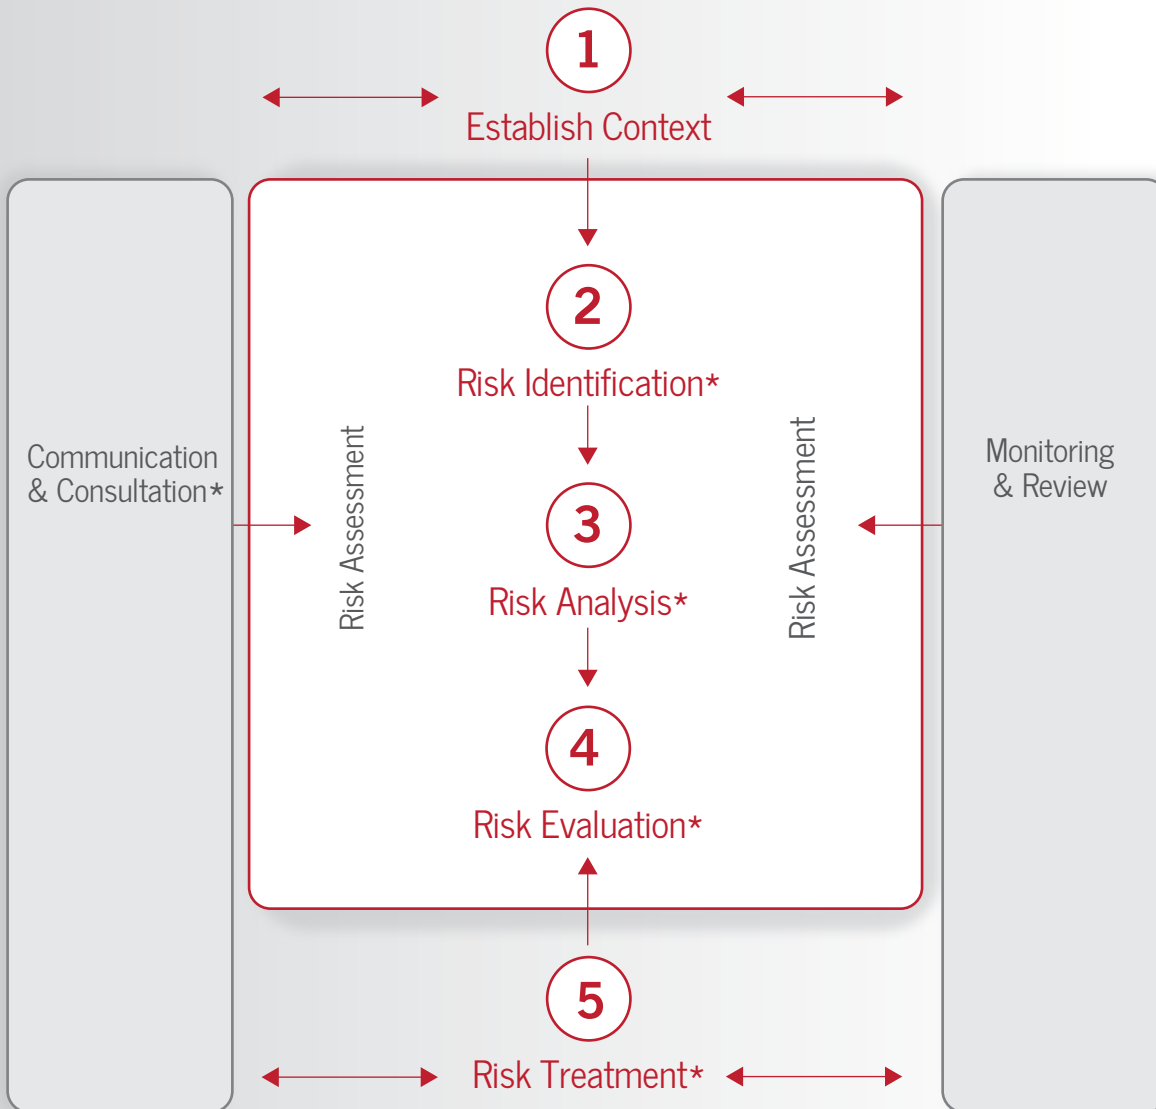 1
Establish Context
2
Risk Identification*
Communication
& Consultation*
Risk Assessment
3
Risk Analysis*
Risk Assessment
Monitoring
& Review
4
Risk Evaluation*
5
Risk Treatment*